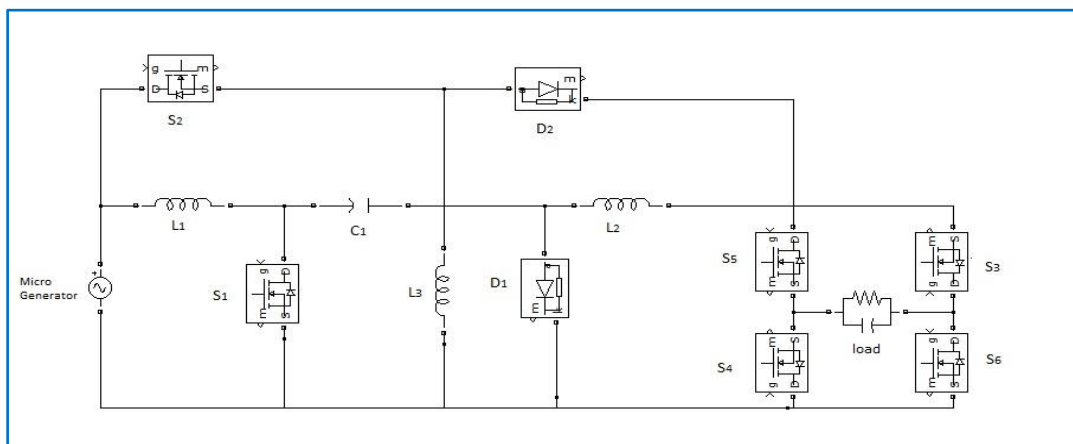 g m
D S
S2
m
k
D2
L1
C1
L2
Micro
Generator
+
g D
m S
S1
L3
D1
m
g D
m S
S5
m S
g D
S3
load
m S
g D
S4
g D
m S
S6